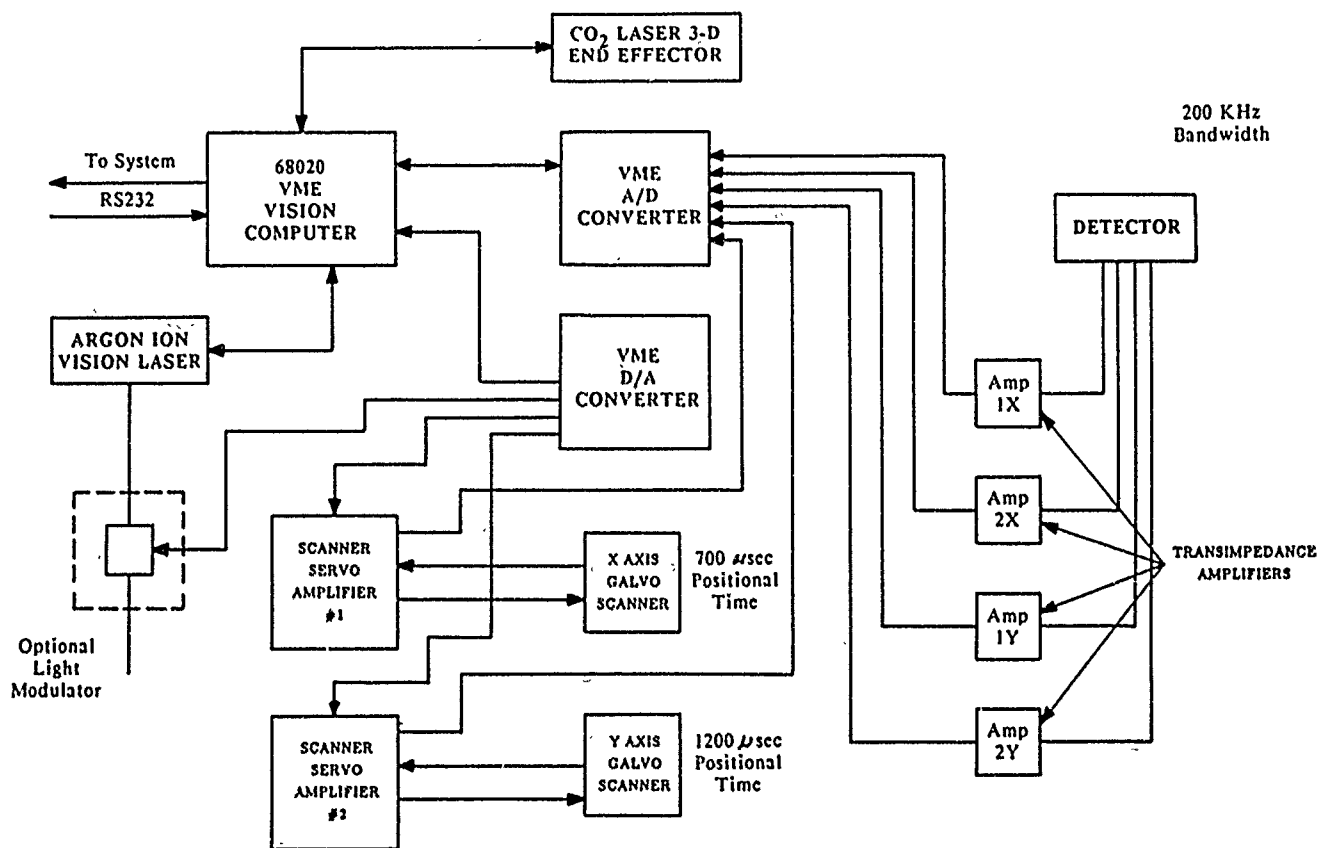 CO2 LASER 3-D
END EFFECTOR
200 KHz
Bandwidth
To System
RS232
68020
VME
VISION
COMPUTER
VME
A/D
CONVERTER
DETECTOR
ARGON ION
VISION LASER
VME
D/A
CONVERTER
Amp
1X
Amp
2X
SCANNER
SERVO
AMPLIFIER
#1
X AXIS
GALVO
SCANNER
700 μsec
Positional
Time
TRANSIMPEDANCE
AMPLIFIERS
Optional
Light
Modulator
Amp
1Y
SCANNER
SERVO
AMPLIFIER
#2
Y AXIS
GALVO
SCANNER
1200 μsec
Positional
Time
Amp
2Y